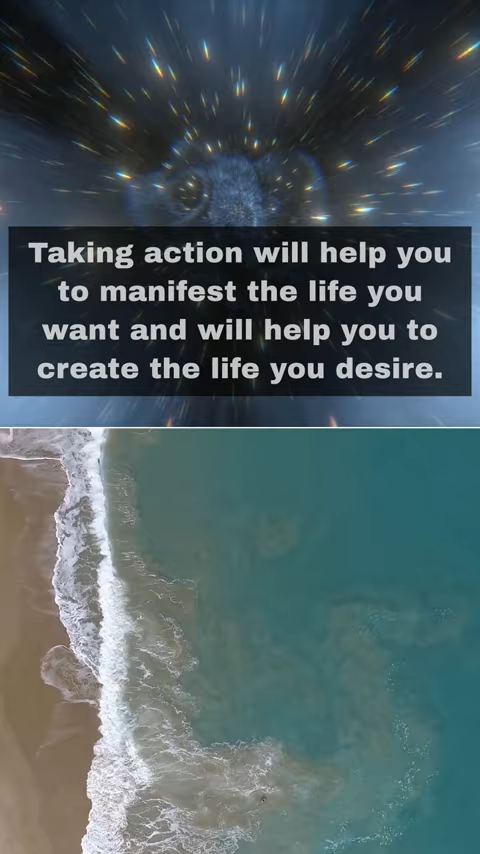 Taking action will help you
to manifest the life you
want and will help you to
create the life you desire.